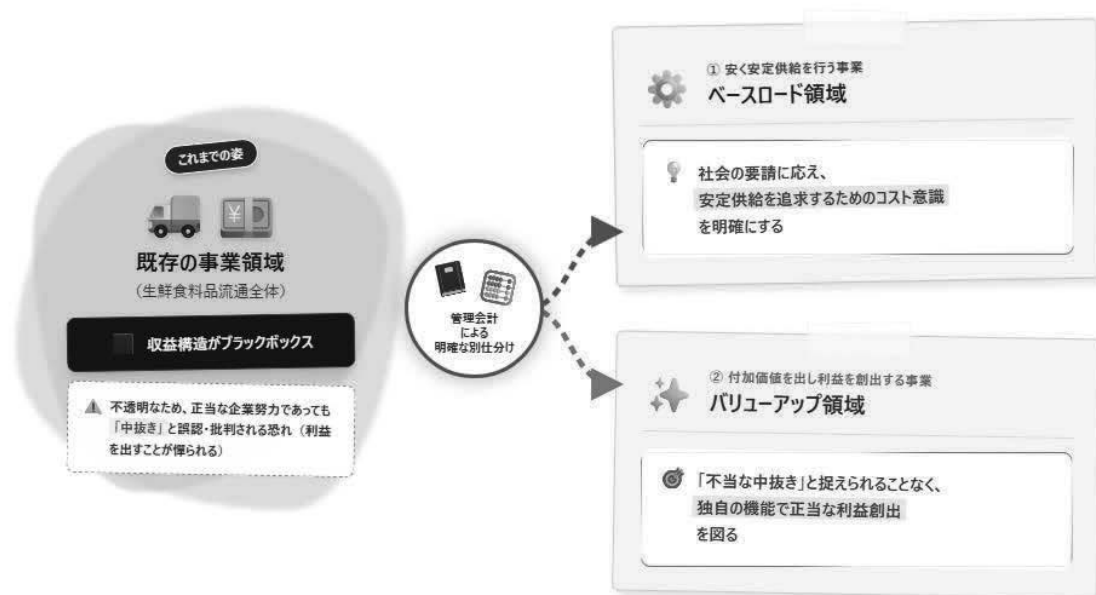 これまでの姿
¥
既存の事業領域
（生鮮食料品流通全体）
収益構造がブラックボックス
不透明なため、正当な企業努力であっても
「中抜き」と誤認・批判される恐れ（利益
を出すことが憚られる）
管理会計
による
明確な別仕分け
① 安く安定供給を行う事業
ベースロード領域
社会の要請に応え、
安定供給を追求するためのコスト意識
を明確にする
② 付加価値を出し利益を創出する事業
バリューアップ領域
「不当な中抜き」と捉えられることなく、
独自の機能で正当な利益創出
を図る